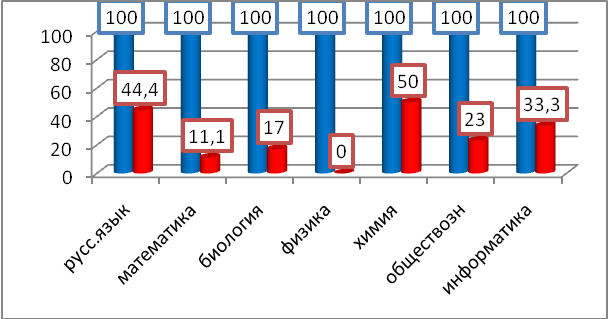 100 100 100 100 100 100 100
100
80
60
40
20
0
44,4
11,1
17
0
50
23
33,3
русс.язык
математика
биология
физика
химия
обществозн
информатика